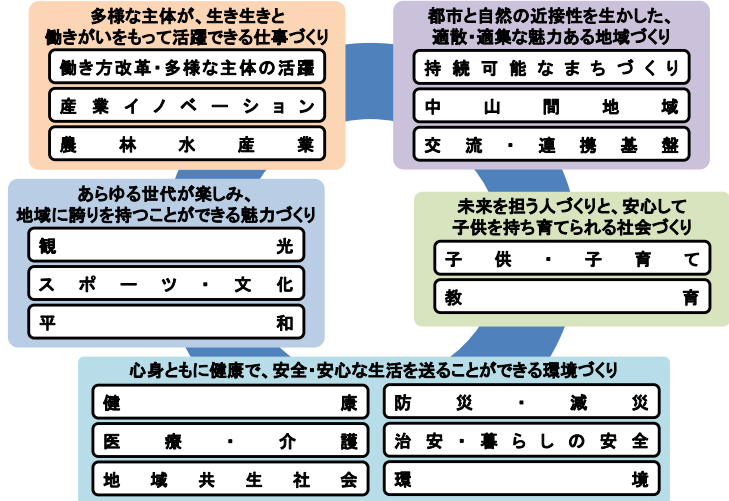 多様な主体が、生き生きと
働きがいをもって活躍できる仕事づくり
働き方改革・多様な主体の活躍
産業イノベーション
農林水産業
都市と自然の近接性を生かした、
適散・適集な魅力ある地域づくり
持続可能なまちづくり
中山間地域
交流・連携基盤
あらゆる世代が楽しみ、
地域に誇りを持つことができる魅力づくり
観光
スポーツ・文化
平和
未来を担う人づくりと、安心して
子供を持ち育てられる社会づくり
子供・子育て
教育
心身ともに健康で、安全・安心な生活を送ることができる環境づくり
健康
医療・介護
地域共生社会
防災・減災
治安・暮らしの安全
環境